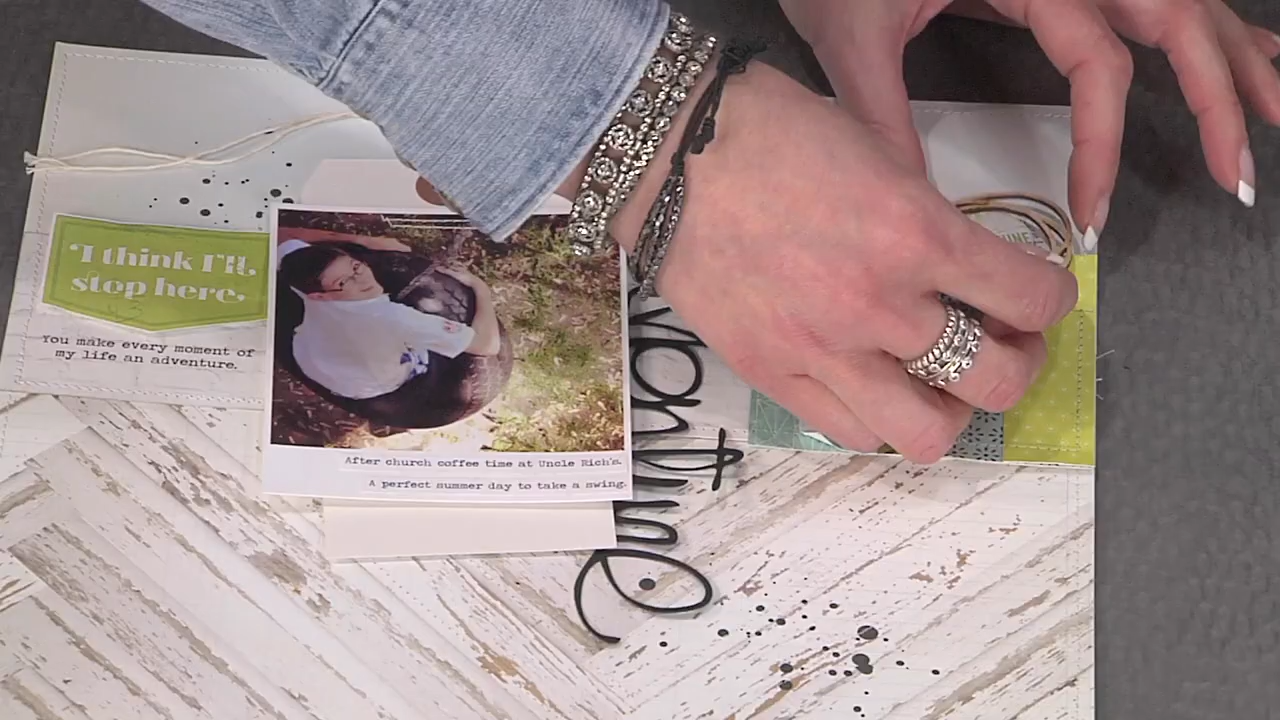 "I think I'll
stop here,
You make every moment of
my life an adventure.
After church coffee time at Uncle Rich's.
A perfect summer day to take a swing.